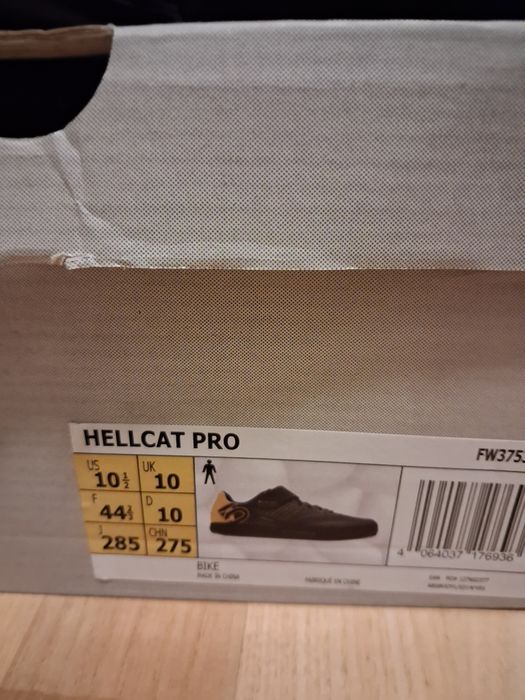 HELLCAT PRO
FW3753
US 10½ UK 10
F 44⅔ D 10
J 285 CHN 275
BIKE
MADE IN CHINA FABRIQUÉ EN CHINE
4 064037 176936